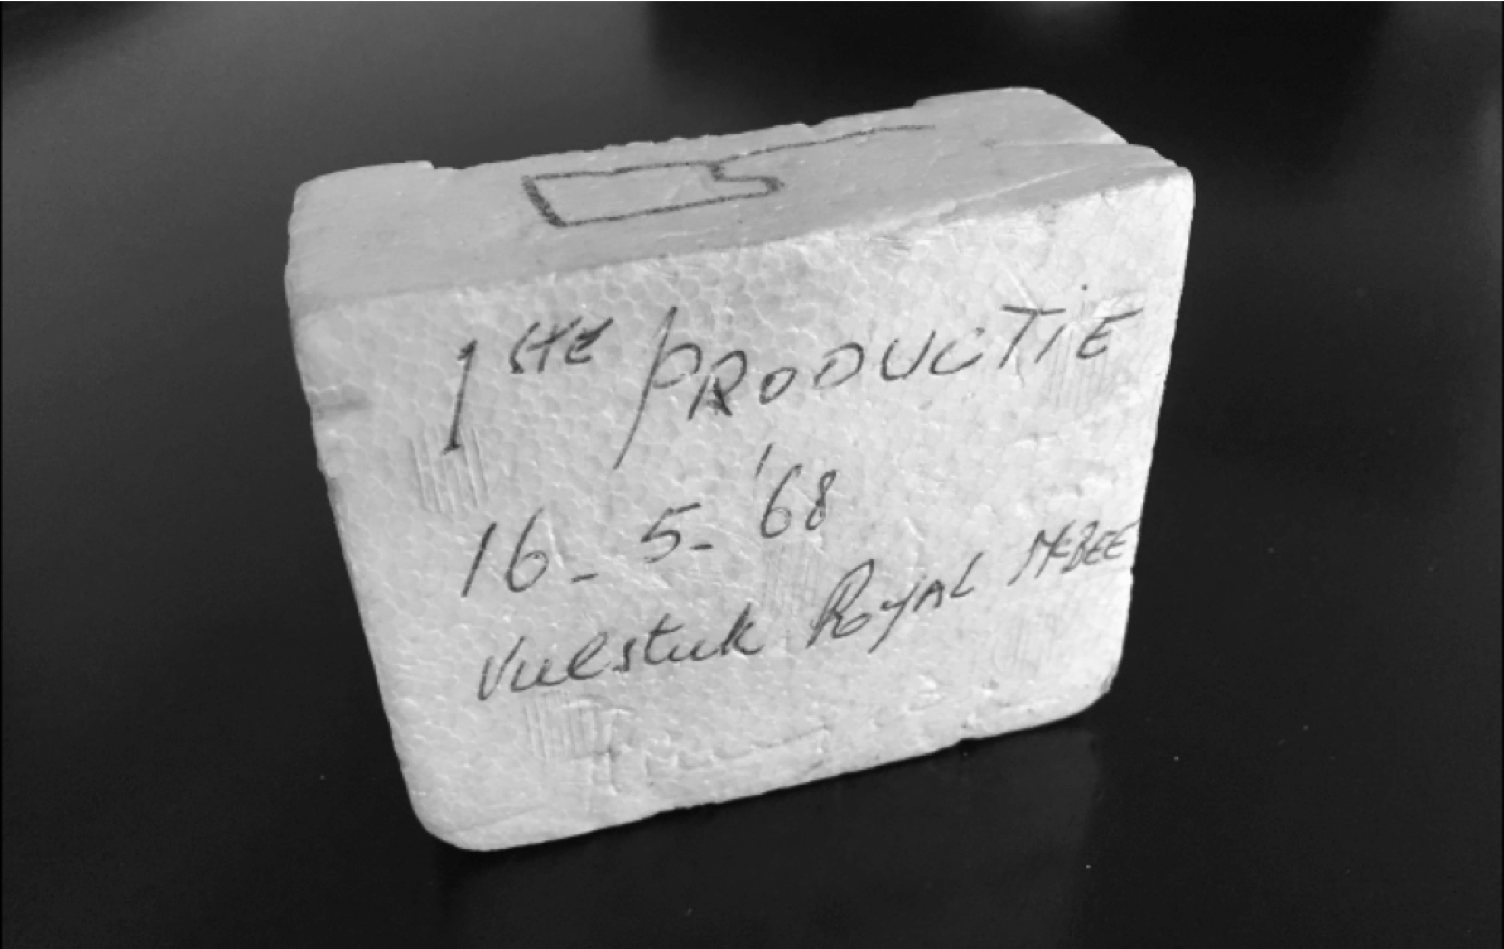 1STE PRODUCTIE
16-5-'68
Vulstuk ROYAL McBEE